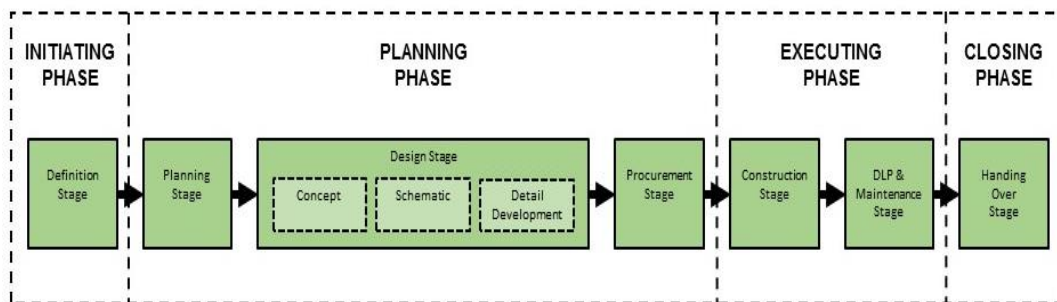 INITIATING
PHASE
PLANNING
PHASE
EXECUTING
PHASE
CLOSING
PHASE
Definition
Stage
Planning
Stage
Design Stage
Concept
Schematic
Detail
Development
Procurement
Stage
Construction
Stage
DLP &
Maintenance
Stage
Handing
Over
Stage